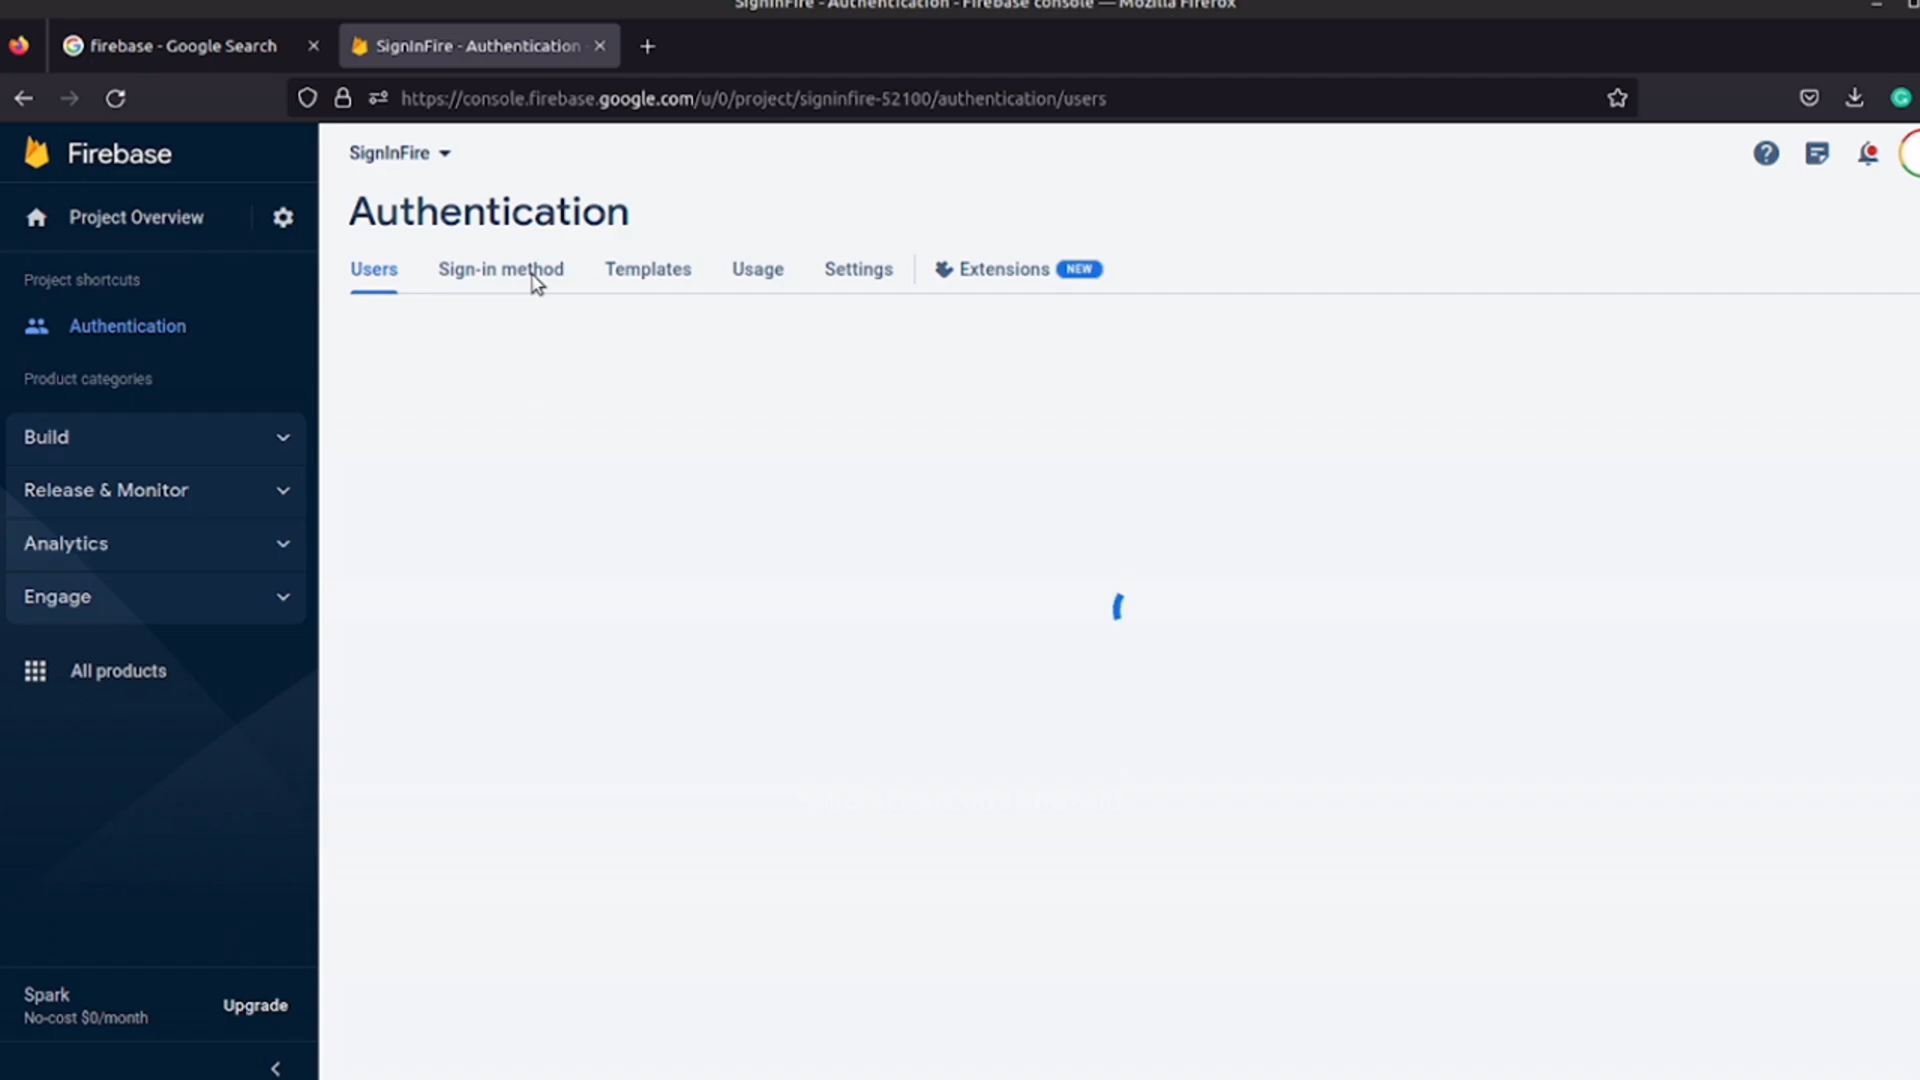 SignInFire - Authentication - Firebase console — Mozilla Firefox
firebase - Google Search
SignInFire - Authentication
https://console.firebase.google.com/u/0/project/signinfire-52100/authentication/users
Firebase
SignInFire
Authentication
Project Overview
Users
Sign-in method
Templates
Usage
Settings
Extensions
NEW
Project shortcuts
Authentication
Product categories
Build
Release & Monitor
Analytics
Engage
All products
Spark
No-cost $0/month
Upgrade